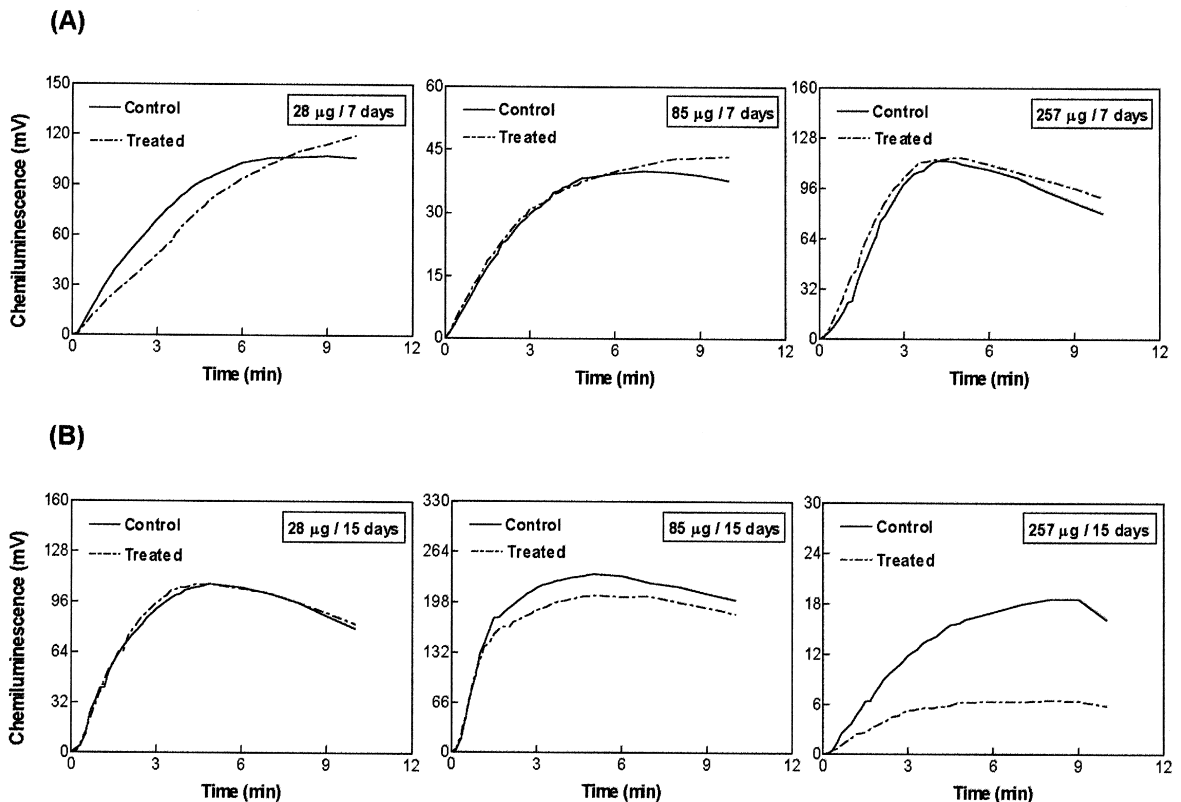 (A)
150
120
90
60
30
0
Chemiluminescence (mV)
Control
Treated
28 µg / 7 days
0 3 6 9 12
Time (min)
60
45
30
15
0
Control
Treated
85 µg / 7 days
0 3 6 9 12
Time (min)
160
128
96
64
32
0
Control
Treated
257 µg / 7 days
0 3 6 9 12
Time (min)
(B)
160
128
96
64
32
0
Chemiluminescence (mV)
Control
Treated
28 µg / 15 days
0 3 6 9 12
Time (min)
330
264
198
132
66
0
Control
Treated
85 µg / 15 days
0 3 6 9 12
Time (min)
30
24
18
12
6
0
Control
Treated
257 µg / 15 days
0 3 6 9 12
Time (min)